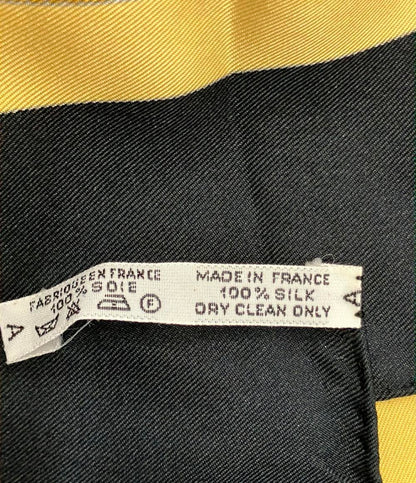 FABRIQUE EN FRANCE
100% SOIE
A
F
MADE IN FRANCE
100% SILK
DRY CLEAN ONLY
A